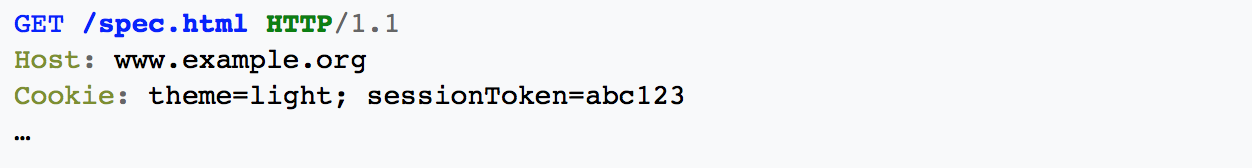 GET /spec.html HTTP/1.1
Host: www.example.org
Cookie: theme=light; sessionToken=abc123
…